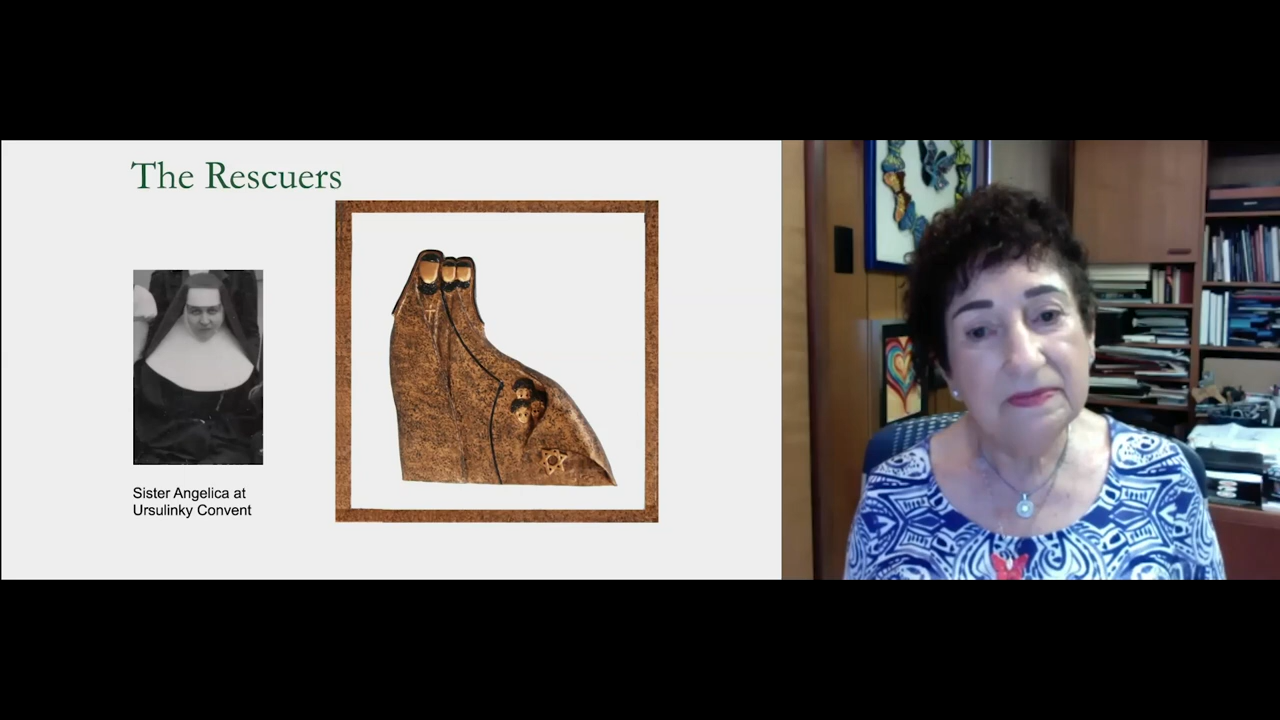 The Rescuers
Sister Angelica at
Ursulinky Convent